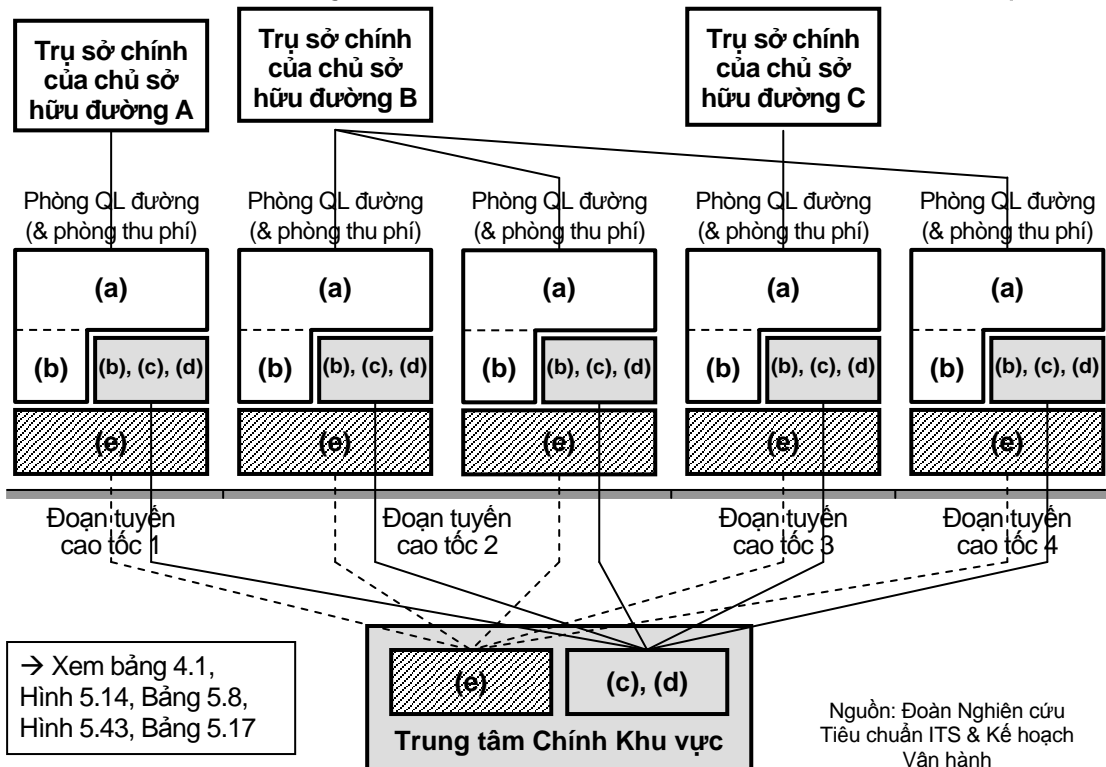 Trụ sở chính
của chủ sở
hữu đường A
Trụ sở chính
của chủ sở
hữu đường B
Trụ sở chính
của chủ sở
hữu đường C
Phòng QL đường
(& phòng thu phí)
Phòng QL đường
(& phòng thu phí)
Phòng QL đường
(& phòng thu phí)
Phòng QL đường
(& phòng thu phí)
Phòng QL đường
(& phòng thu phí)
(a)
(a)
(a)
(a)
(a)
(b)
(b), (c), (d)
(b)
(b), (c), (d)
(b)
(b), (c), (d)
(b)
(b), (c), (d)
(b)
(b), (c), (d)
(e)
(e)
(e)
(e)
(e)
Đoạn tuyến
cao tốc 1
Đoạn tuyến
cao tốc 2
Đoạn tuyến
cao tốc 3
Đoạn tuyến
cao tốc 4
→ Xem bảng 4.1,
Hình 5.14, Bảng 5.8,
Hình 5.43, Bảng 5.17
(e)
(c), (d)
Trung tâm Chính Khu vực
Nguồn: Đoàn Nghiên cứu
Tiêu chuẩn ITS & Kế hoạch
Vận hành